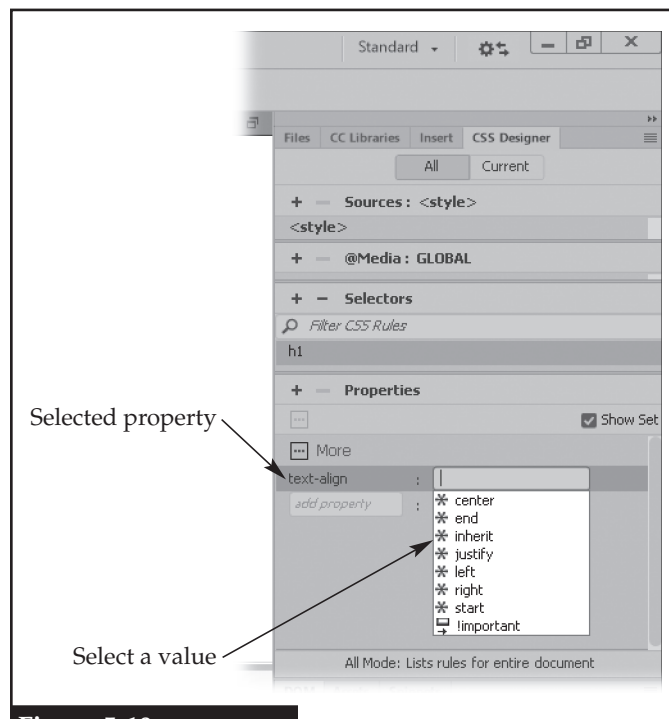 Standard
Files CC Libraries Insert CSS Designer
All Current
+ − Sources : <style>
<style>
+ − @Media : GLOBAL
+ − Selectors
Filter CSS Rules
h1
+ − Properties
Selected property
Show Set
More
text-align :
add property :
center
end
inherit
justify
left
right
start
!important
Select a value
All Mode: Lists rules for entire document